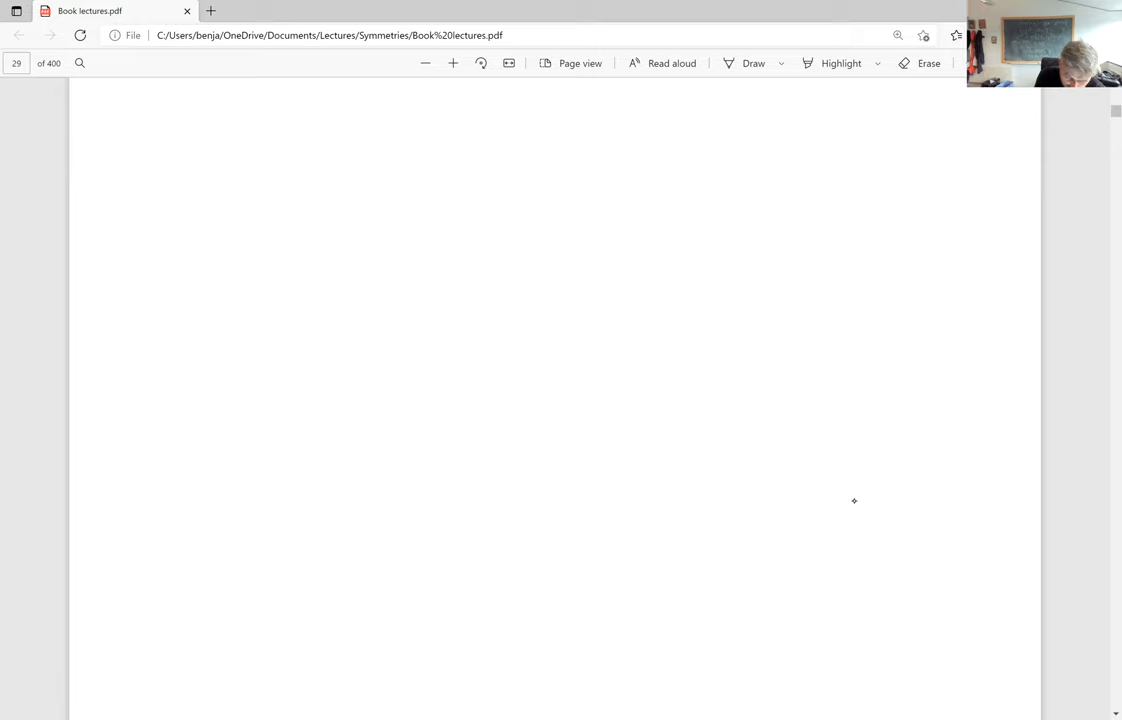 Book lectures.pdf
File C:/Users/benja/OneDrive/Documents/Lectures/Symmetries/Book%20lectures.pdf
29 of 400 Page view Read aloud Draw Highlight Erase